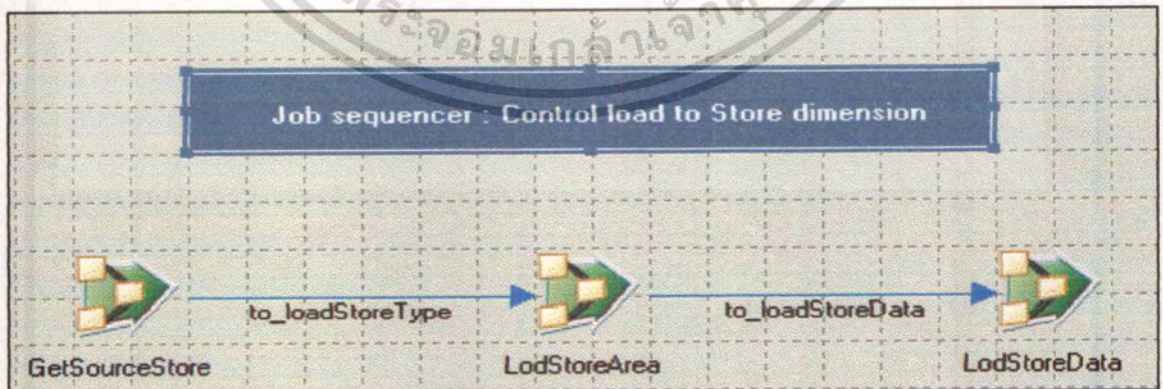 Job sequencer : Control load to Store dimension
to_loadStoreType
to_loadStoreData
GetSourceStore
LodStoreArea
LodStoreData